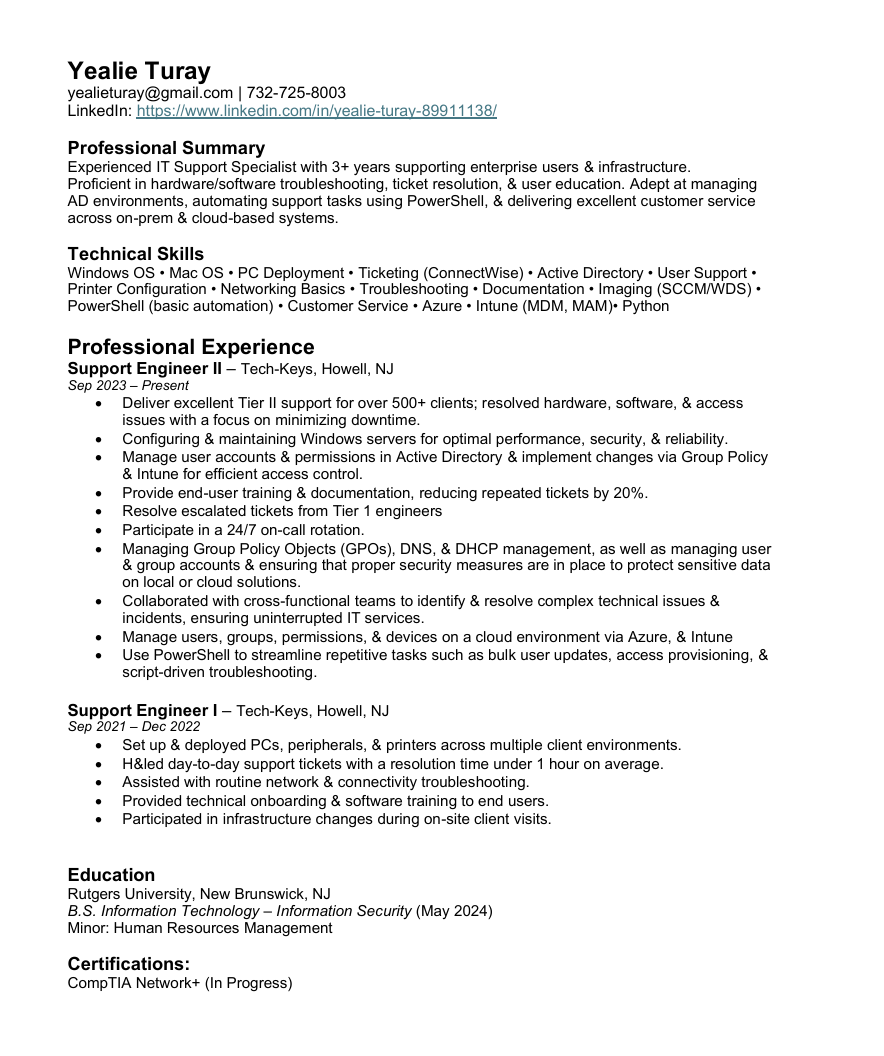 Yealie Turay
yealieturay@gmail.com | 732-725-8003
LinkedIn: https://www.linkedin.com/in/yealie-turay-89911138/
Professional Summary
Experienced IT Support Specialist with 3+ years supporting enterprise users & infrastructure.
Proficient in hardware/software troubleshooting, ticket resolution, & user education. Adept at managing
AD environments, automating support tasks using PowerShell, & delivering excellent customer service
across on-prem & cloud-based systems.
Technical Skills
Windows OS • Mac OS • PC Deployment • Ticketing (ConnectWise) • Active Directory • User Support •
Printer Configuration • Networking Basics • Troubleshooting • Documentation • Imaging (SCCM/WDS) •
PowerShell (basic automation) • Customer Service • Azure • Intune (MDM, MAM)• Python
Professional Experience
Support Engineer II – Tech-Keys, Howell, NJ
Sep 2023 – Present
• Deliver excellent Tier II support for over 500+ clients; resolved hardware, software, & access
issues with a focus on minimizing downtime.
• Configuring & maintaining Windows servers for optimal performance, security, & reliability.
• Manage user accounts & permissions in Active Directory & implement changes via Group Policy
& Intune for efficient access control.
• Provide end-user training & documentation, reducing repeated tickets by 20%.
• Resolve escalated tickets from Tier 1 engineers
• Participate in a 24/7 on-call rotation.
• Managing Group Policy Objects (GPOs), DNS, & DHCP management, as well as managing user
& group accounts & ensuring that proper security measures are in place to protect sensitive data
on local or cloud solutions.
• Collaborated with cross-functional teams to identify & resolve complex technical issues &
incidents, ensuring uninterrupted IT services.
• Manage users, groups, permissions, & devices on a cloud environment via Azure, & Intune
• Use PowerShell to streamline repetitive tasks such as bulk user updates, access provisioning, &
script-driven troubleshooting.
Support Engineer I – Tech-Keys, Howell, NJ
Sep 2021 – Dec 2022
• Set up & deployed PCs, peripherals, & printers across multiple client environments.
• H&led day-to-day support tickets with a resolution time under 1 hour on average.
• Assisted with routine network & connectivity troubleshooting.
• Provided technical onboarding & software training to end users.
• Participated in infrastructure changes during on-site client visits.
Education
Rutgers University, New Brunswick, NJ
B.S. Information Technology – Information Security (May 2024)
Minor: Human Resources Management
Certifications:
CompTIA Network+ (In Progress)